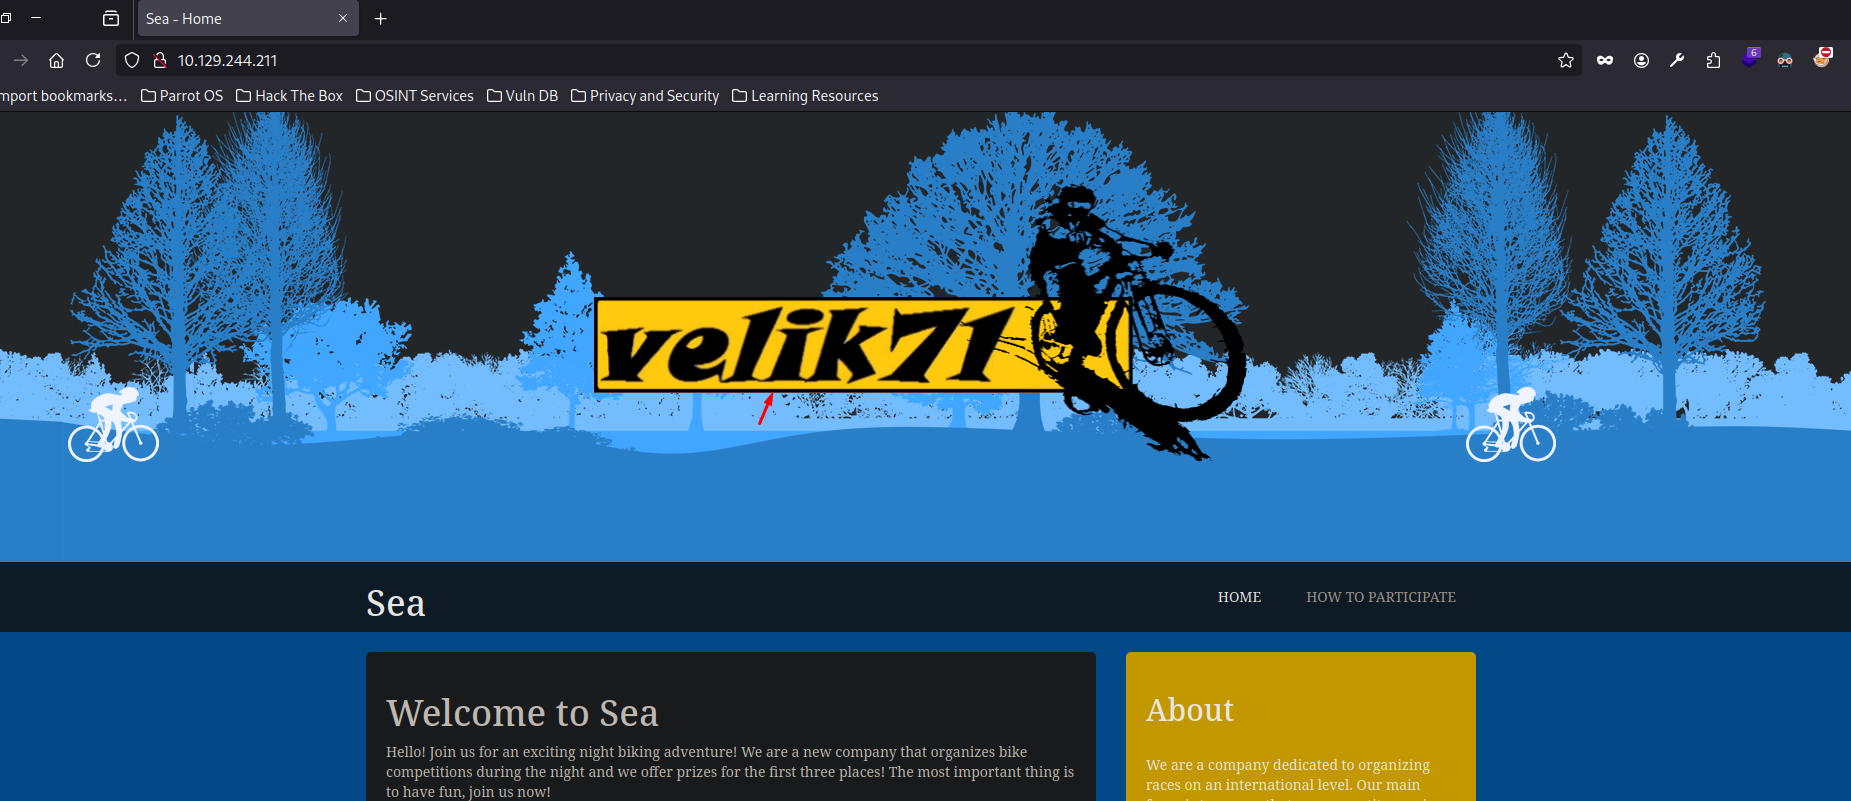 Sea - Home
10.129.244.211
6
mport bookmarks...
Parrot OS
Hack The Box
OSINT Services
Vuln DB
Privacy and Security
Learning Resources
velik71
Sea
HOME
HOW TO PARTICIPATE
Welcome to Sea
Hello! Join us for an exciting night biking adventure! We are a new company that organizes bike
competitions during the night and we offer prizes for the first three places! The most important thing is
to have fun, join us now!
About
We are a company dedicated to organizing
races on an international level. Our main